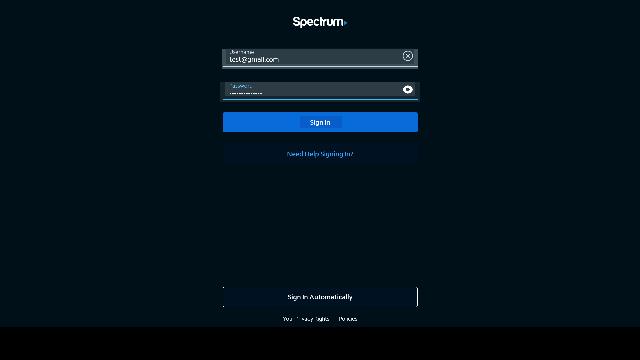 Spectrum
Username
test@gmail.com
Password
Sign In
Need Help Signing In?
Sign In Automatically
Your Privacy Rights Policies